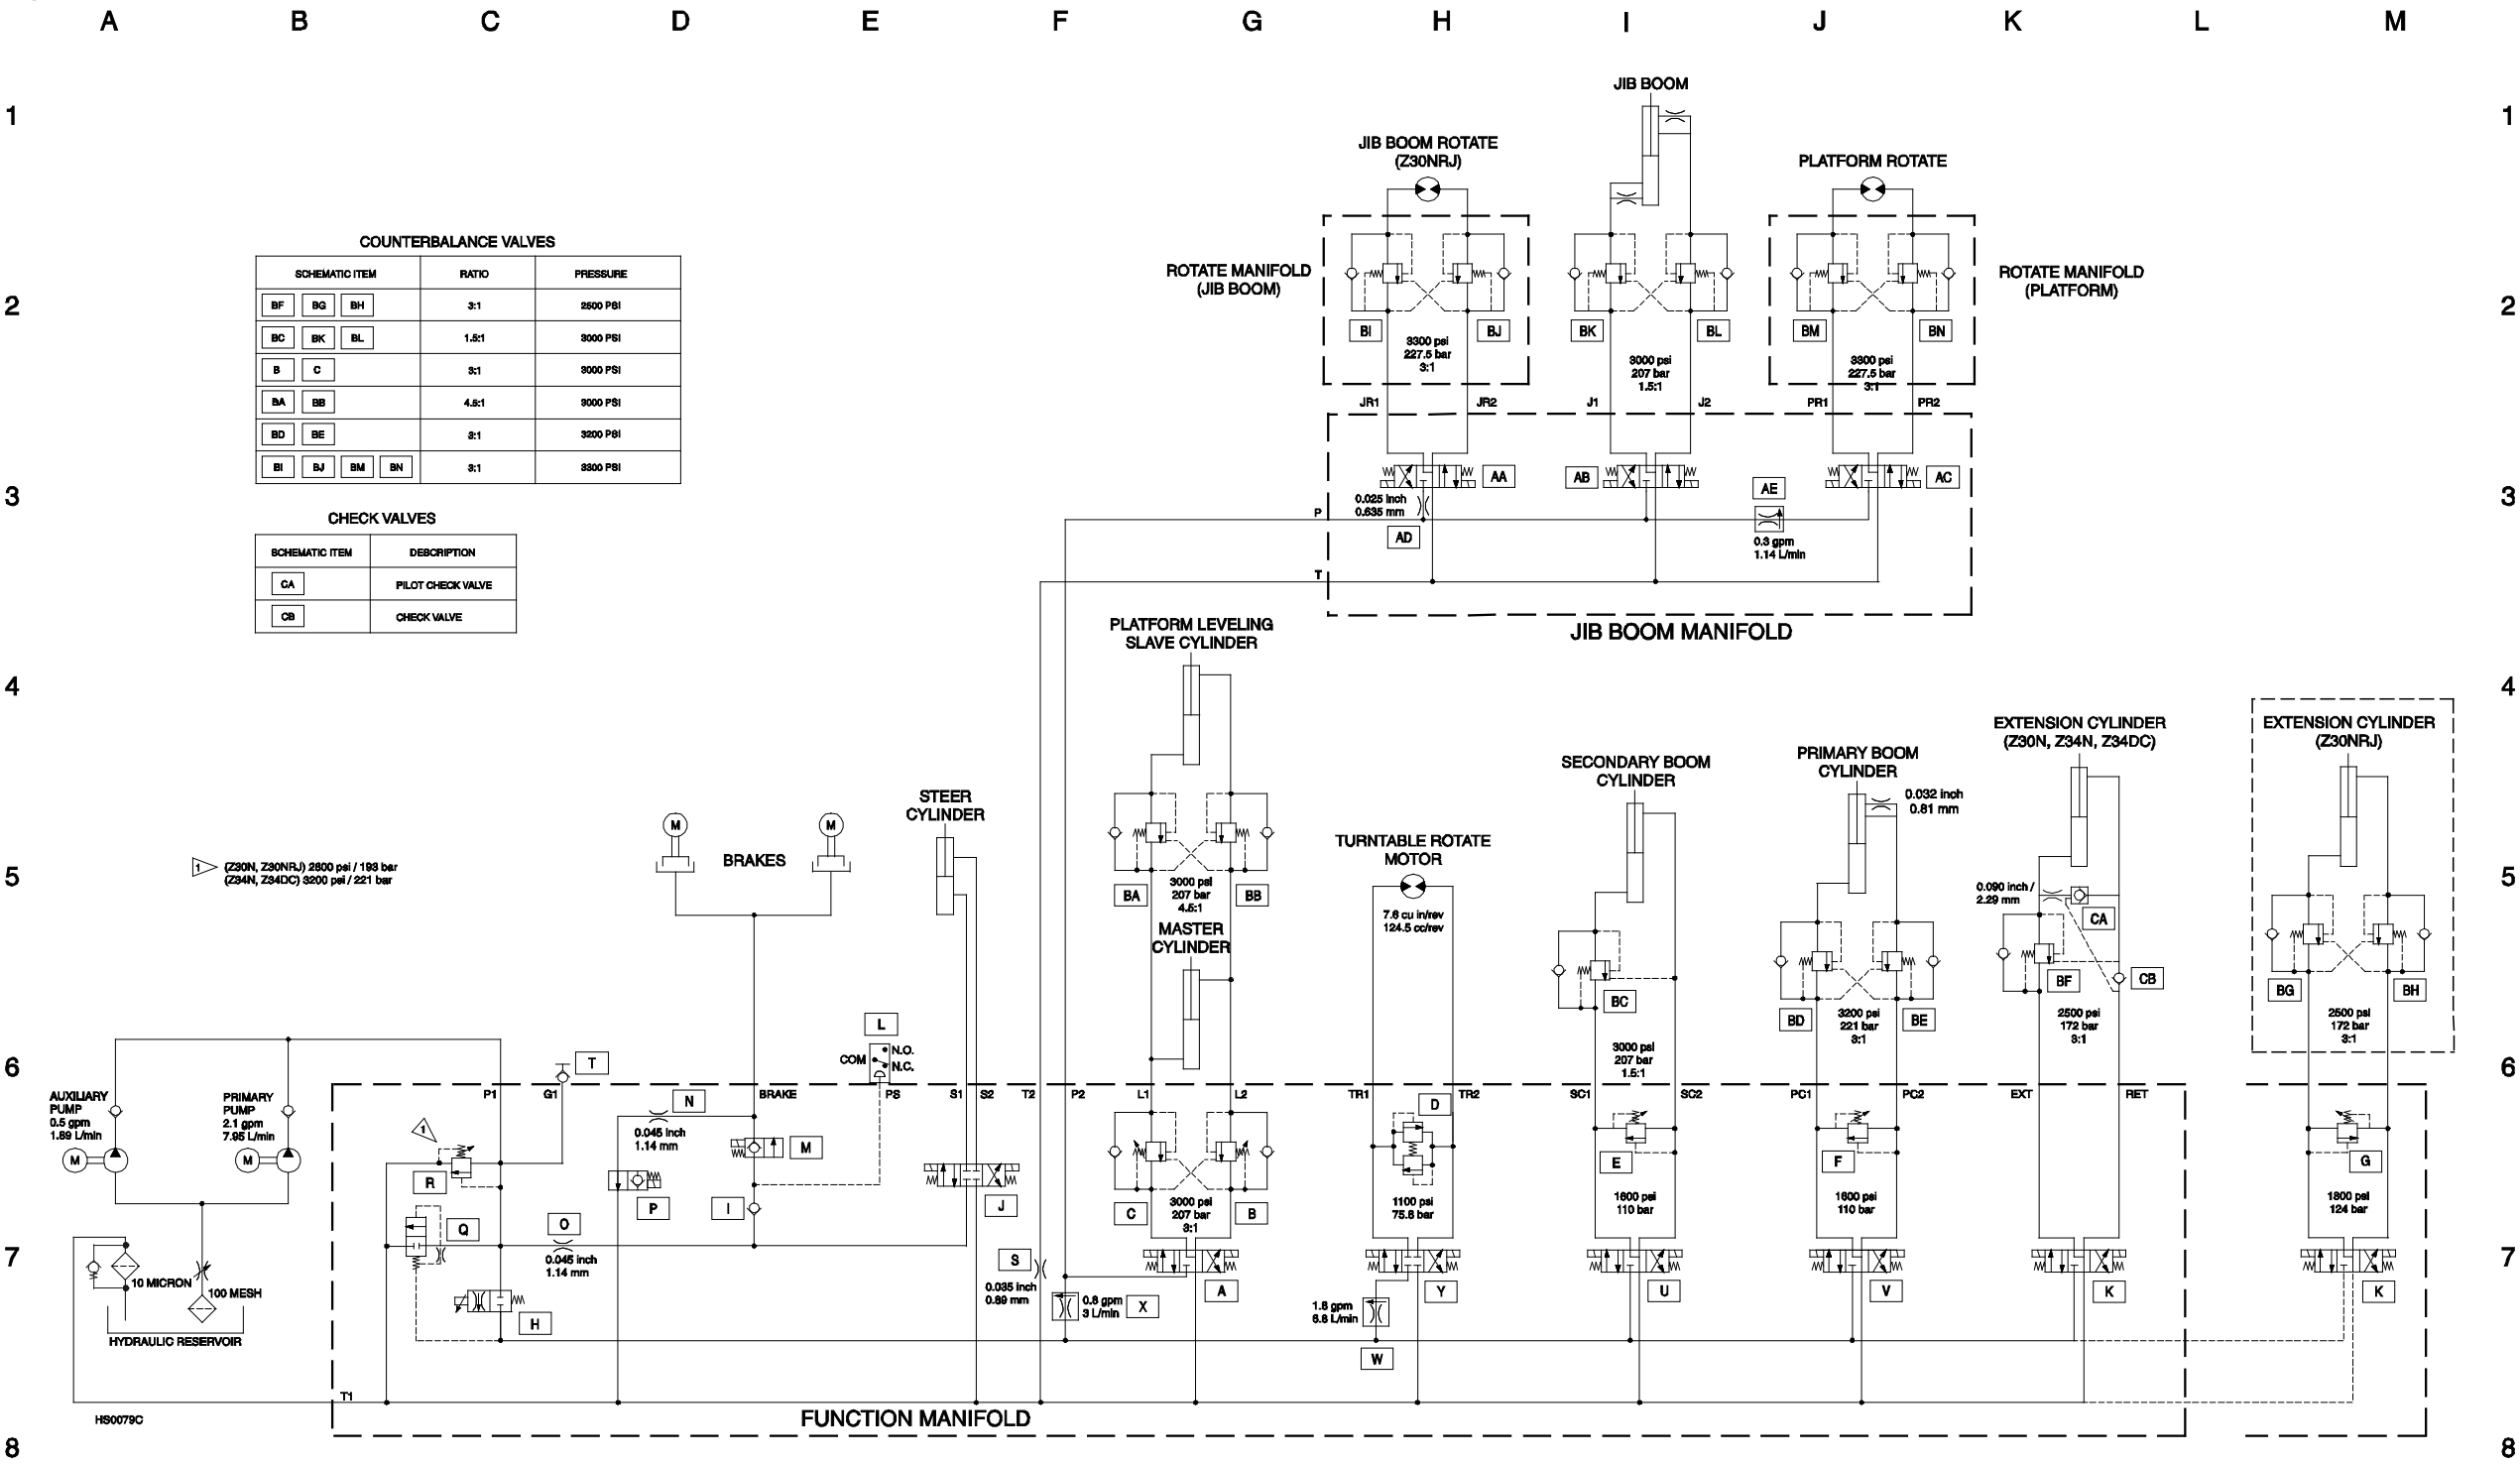 A B C D E F G H I J K L M
1
1
JIB BOOM
JIB BOOM ROTATE
(Z30NRJ)
PLATFORM ROTATE
COUNTERBALANCE VALVES
SCHEMATIC ITEM RATIO PRESSURE
BF BG BH 3:1 2500 PSI
BC BK BL 1.5:1 3000 PSI
B C 3:1 3000 PSI
BA BB 4.5:1 3000 PSI
BD BE 3:1 3200 PSI
BI BJ BM BN 3:1 3300 PSI
2
2
ROTATE MANIFOLD
(JIB BOOM)
ROTATE MANIFOLD
(PLATFORM)
BI BJ BK BL BM BN
3300 psi
227.5 bar
3:1
3000 psi
207 bar
1.5:1
3300 psi
227.5 bar
3:1
JR1 JR2 J1 J2 PR1 PR2
3
3
AA AB AC
AE
0.025 inch
0.635 mm
AD
0.3 gpm
1.14 L/min
P
T
JIB BOOM MANIFOLD
CHECK VALVES
SCHEMATIC ITEM DESCRIPTION
CA PILOT CHECK VALVE
CB CHECK VALVE
4
4
PLATFORM LEVELING
SLAVE CYLINDER
EXTENSION CYLINDER
(Z30N, Z34N, Z34DC)
EXTENSION CYLINDER
(Z30NRJ)
SECONDARY BOOM
CYLINDER
PRIMARY BOOM
CYLINDER
0.032 inch
0.81 mm
STEER
CYLINDER
M M
BRAKES
TURNTABLE ROTATE
MOTOR
5
5
1 (Z30N, Z30NRJ) 2800 psi / 193 bar
(Z34N, Z34DC) 3200 psi / 221 bar
BA BB
3000 psi
207 bar
4.5:1
MASTER
CYLINDER
7.6 cu in/rev
124.5 cc/rev
0.090 inch /
2.29 mm
CA
BF
CB
BC
BD BE
BG BH
3000 psi
207 bar
1.5:1
3200 psi
221 bar
3:1
2500 psi
172 bar
3:1
2500 psi
172 bar
3:1
6
6
L
COM
N.O.
N.C.
T
P1 G1 BRAKE PS S1 S2 T2 P2 L1 L2 TR1 TR2 SC1 SC2 PC1 PC2 EXT RET
AUXILIARY
PUMP
0.5 gpm
1.89 L/min
M
PRIMARY
PUMP
2.1 gpm
7.95 L/min
M
1
R
N
0.045 inch
1.14 mm
M
P
I
J
C B
3000 psi
207 bar
3:1
D
1100 psi
75.8 bar
E
1600 psi
110 bar
F
1600 psi
110 bar
G
1800 psi
124 bar
7
7
Q
O
0.045 inch
1.14 mm
S
0.035 inch
0.89 mm
0.8 gpm
3 L/min
X
A
Y
1.8 gpm
6.8 L/min
W
U
V
K
K
H
10 MICRON
100 MESH
HYDRAULIC RESERVOIR
T1
HS0079C
FUNCTION MANIFOLD
8
8